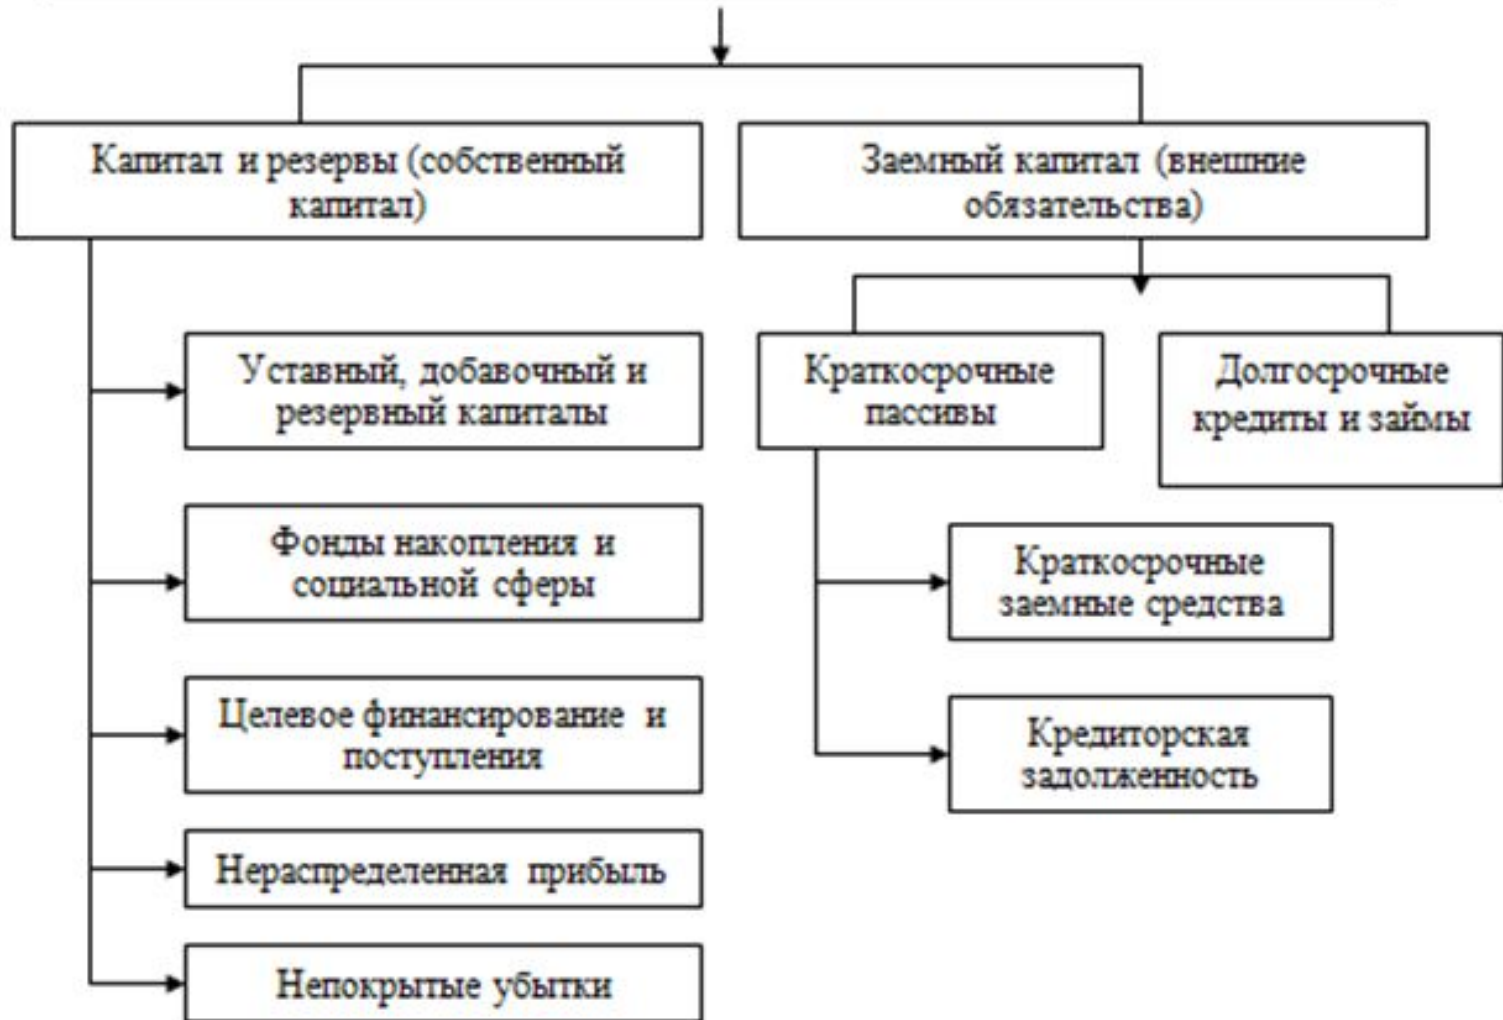 Капитал и резервы (собственный
капитал)
Заемный капитал (внешние
обязательства)
Уставный, добавочный и
резервный капиталы
Краткосрочные
пассивы
Долгосрочные
кредиты и займы
Фонды накопления и
социальной сферы
Краткосрочные
заемные средства
Целевое финансирование и
поступления
Кредиторская
задолженность
Нераспределенная прибыль
Непокрытые убытки